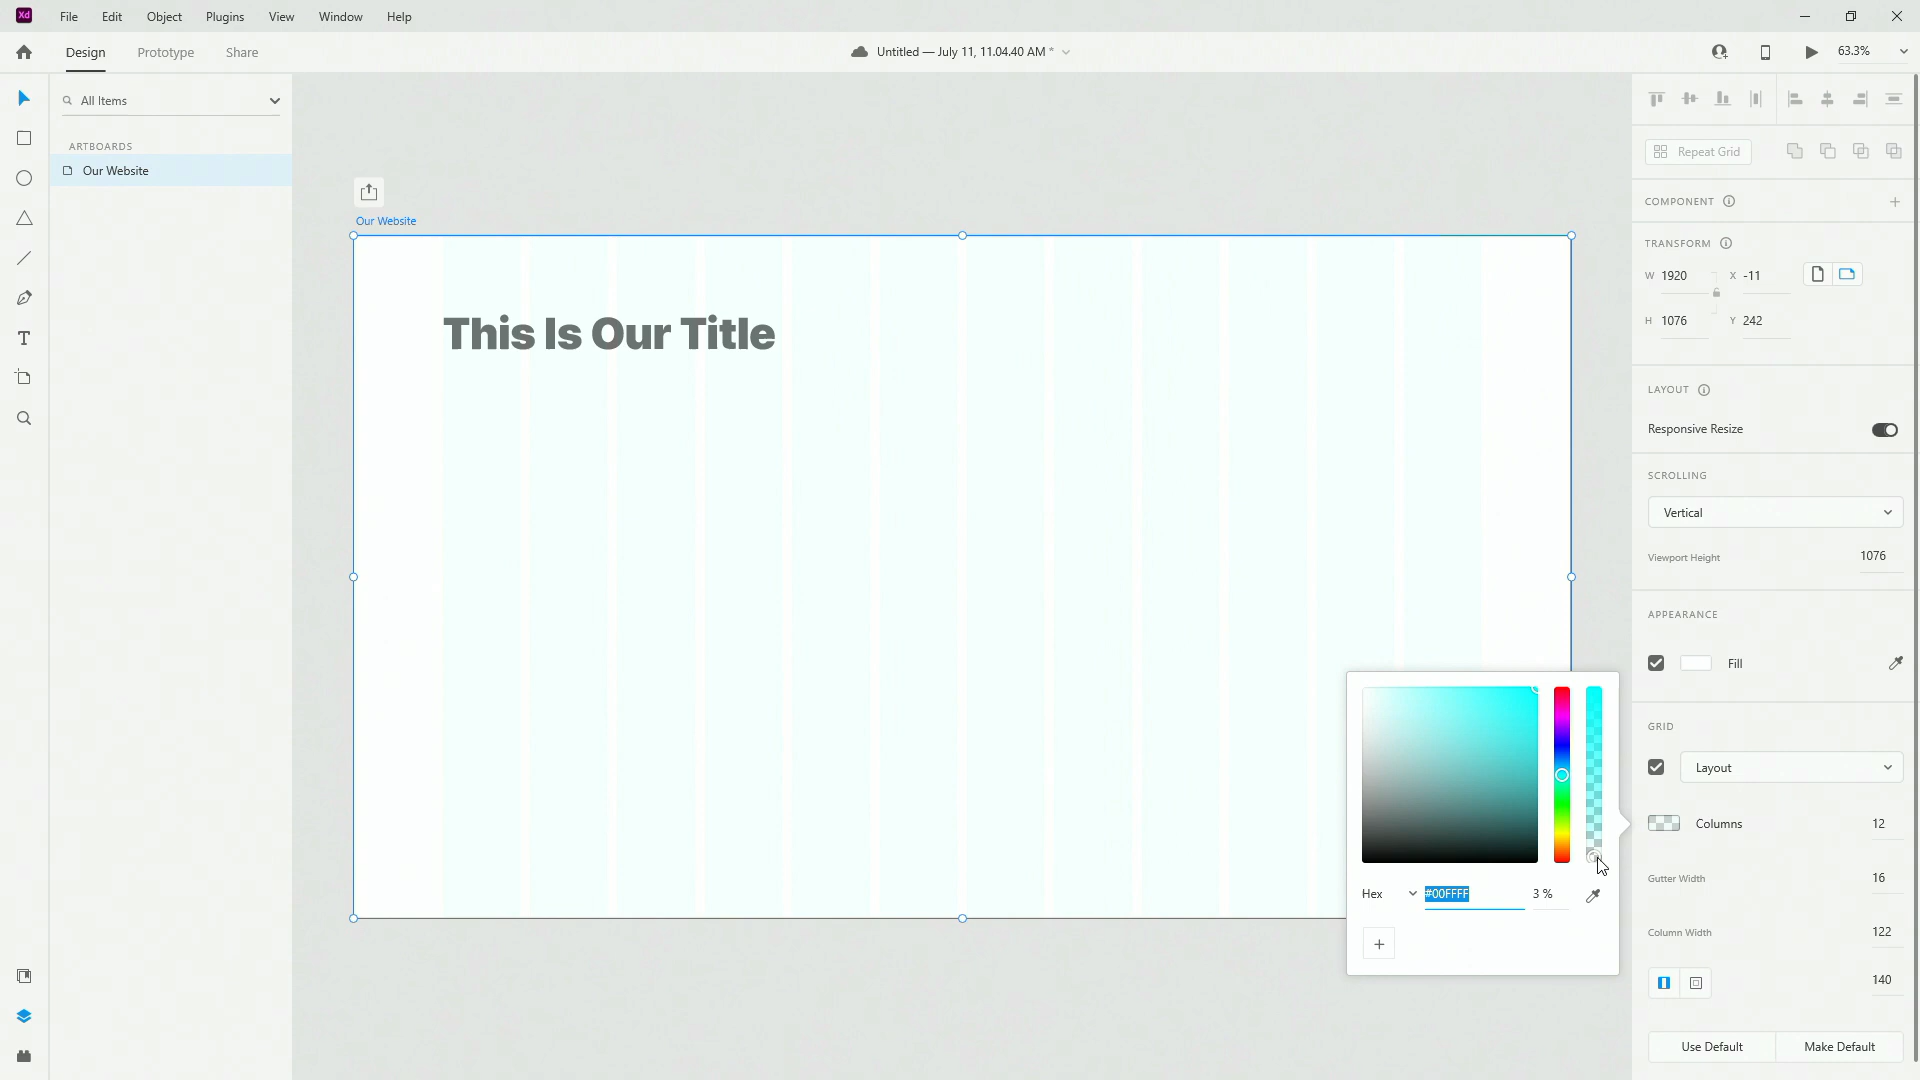 Xd File Edit Object Plugins View Window Help
Design Prototype Share Untitled — July 11, 11.04.40 AM * 63.3%
All Items
ARTBOARDS
Our Website
Our Website
This Is Our Title
Repeat Grid
COMPONENT
TRANSFORM
W 1920 X -11
H 1076 Y 242
LAYOUT
Responsive Resize
SCROLLING
Vertical
Viewport Height 1076
APPEARANCE
Fill
GRID
Layout
Columns 12
Gutter Width 16
Column Width 122
140
Use Default Make Default
Hex #00FFFF 3 %